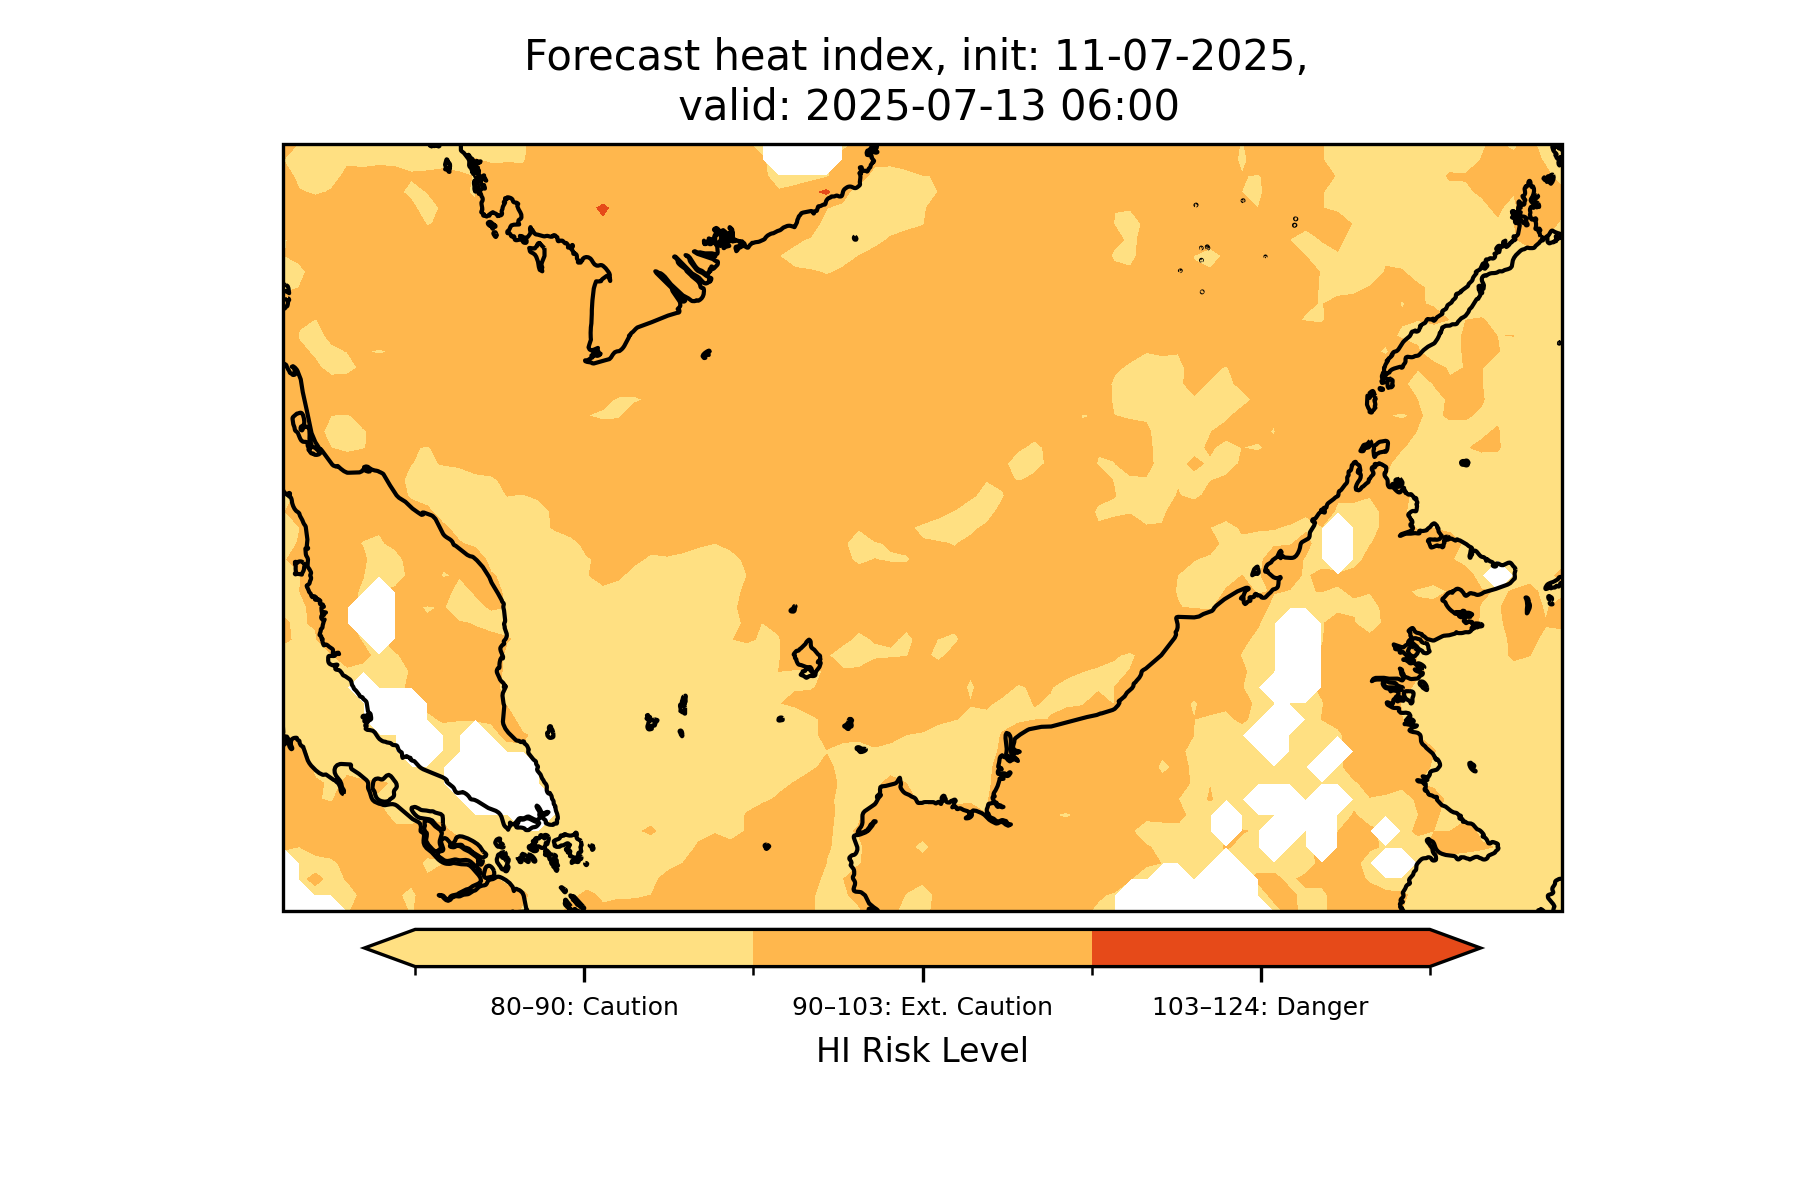 Forecast heat index, init: 11-07-2025,
valid: 2025-07-13 06:00
80–90: Caution
90–103: Ext. Caution
103–124: Danger
HI Risk Level